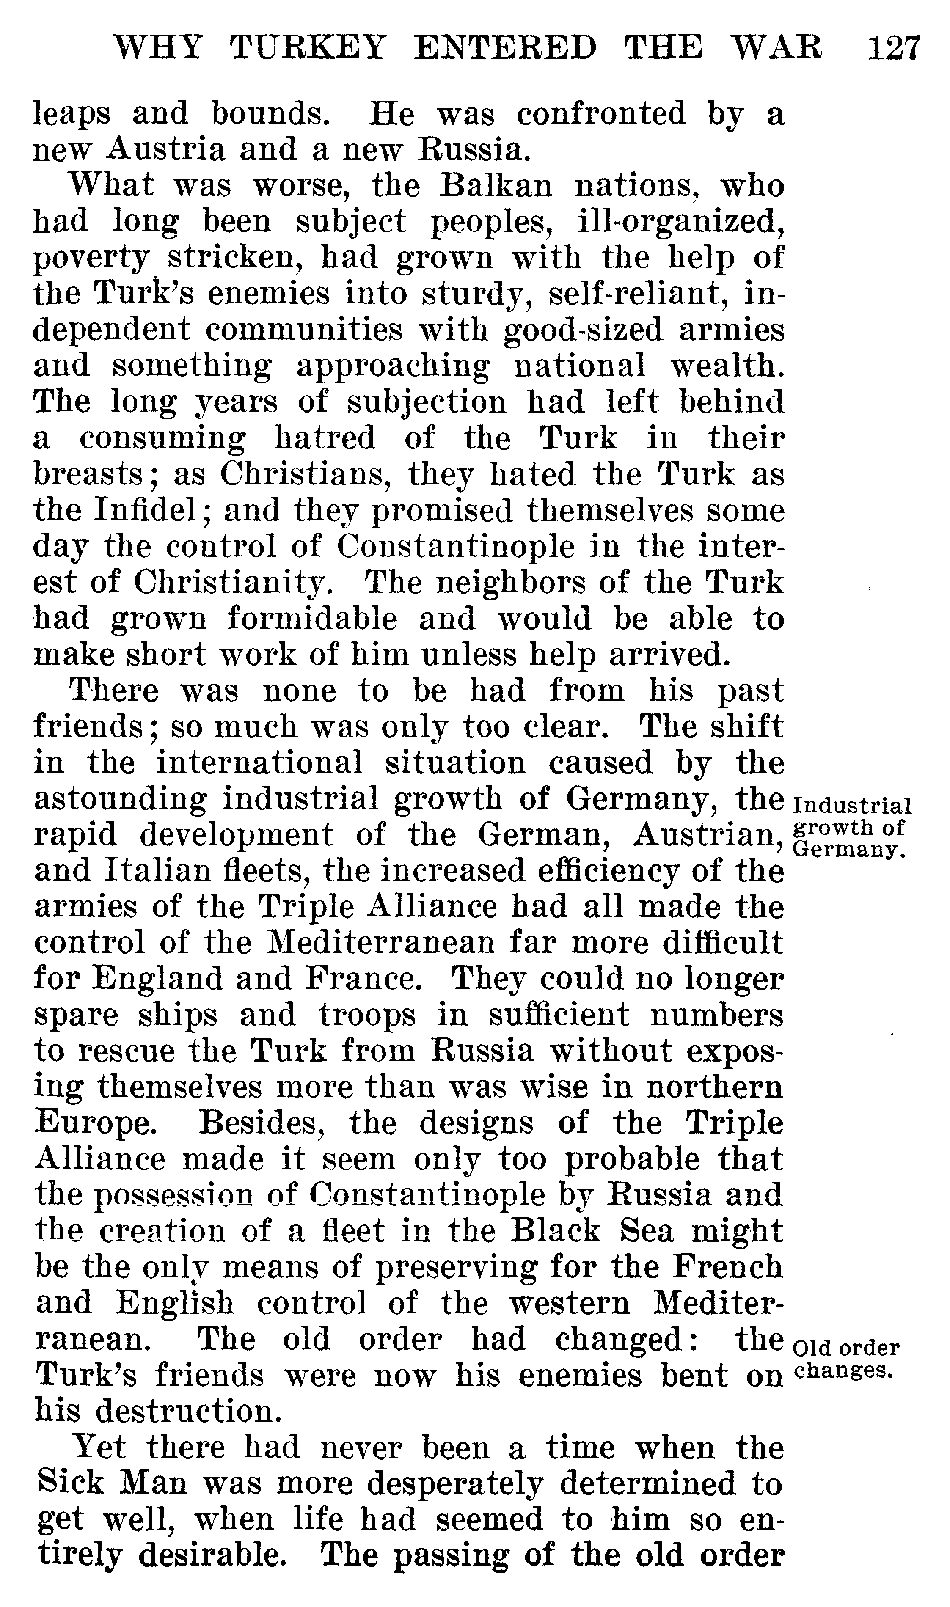 WHY TURKEY ENTERED THE WAR 127
leaps and bounds. He was confronted by a
new Austria and a new Russia.
What was worse, the Balkan nations, who
had long been subject peoples, ill-organized,
poverty stricken, had grown with the help of
the Turk's enemies into sturdy, self-reliant, in-
dependent communities with good-sized armies
and something approaching national wealth.
The long years of subjection had left behind
a consuming hatred of the Turk in their
breasts; as Christians, they hated the Turk as
the Infidel; and they promised themselves some
day the control of Constantinople in the inter-
est of Christianity. The neighbors of the Turk
had grown formidable and would be able to
make short work of him unless help arrived.
There was none to be had from his past
friends; so much was only too clear. The shift
in the international situation caused by the
astounding industrial growth of Germany, the
rapid development of the German, Austrian,
and Italian fleets, the increased efficiency of the
armies of the Triple Alliance had all made the
control of the Mediterranean far more difficult
for England and France. They could no longer
spare ships and troops in sufficient numbers
to rescue the Turk from Russia without expos-
ing themselves more than was wise in northern
Europe. Besides, the designs of the Triple
Alliance made it seem only too probable that
the possession of Constantinople by Russia and
the creation of a fleet in the Black Sea might
be the only means of preserving for the French
and English control of the western Mediter-
ranean. The old order had changed: the
Turk's friends were now his enemies bent on
his destruction.
Yet there had never been a time when the
Sick Man was more desperately determined to
get well, when life had seemed to him so en-
tirely desirable. The passing of the old order
Industrial
growth of
Germany.
Old order
changes.